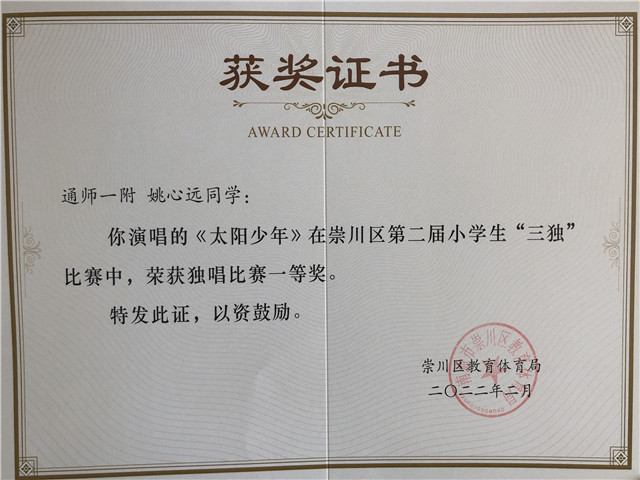 获奖证书
AWARD CERTIFICATE
通师一附 姚心远同学：
你演唱的《太阳少年》在崇川区第二届小学生“三独”
比赛中，荣获独唱比赛一等奖。
特发此证，以资鼓励。
崇川区教育体育局
二〇二二年二月